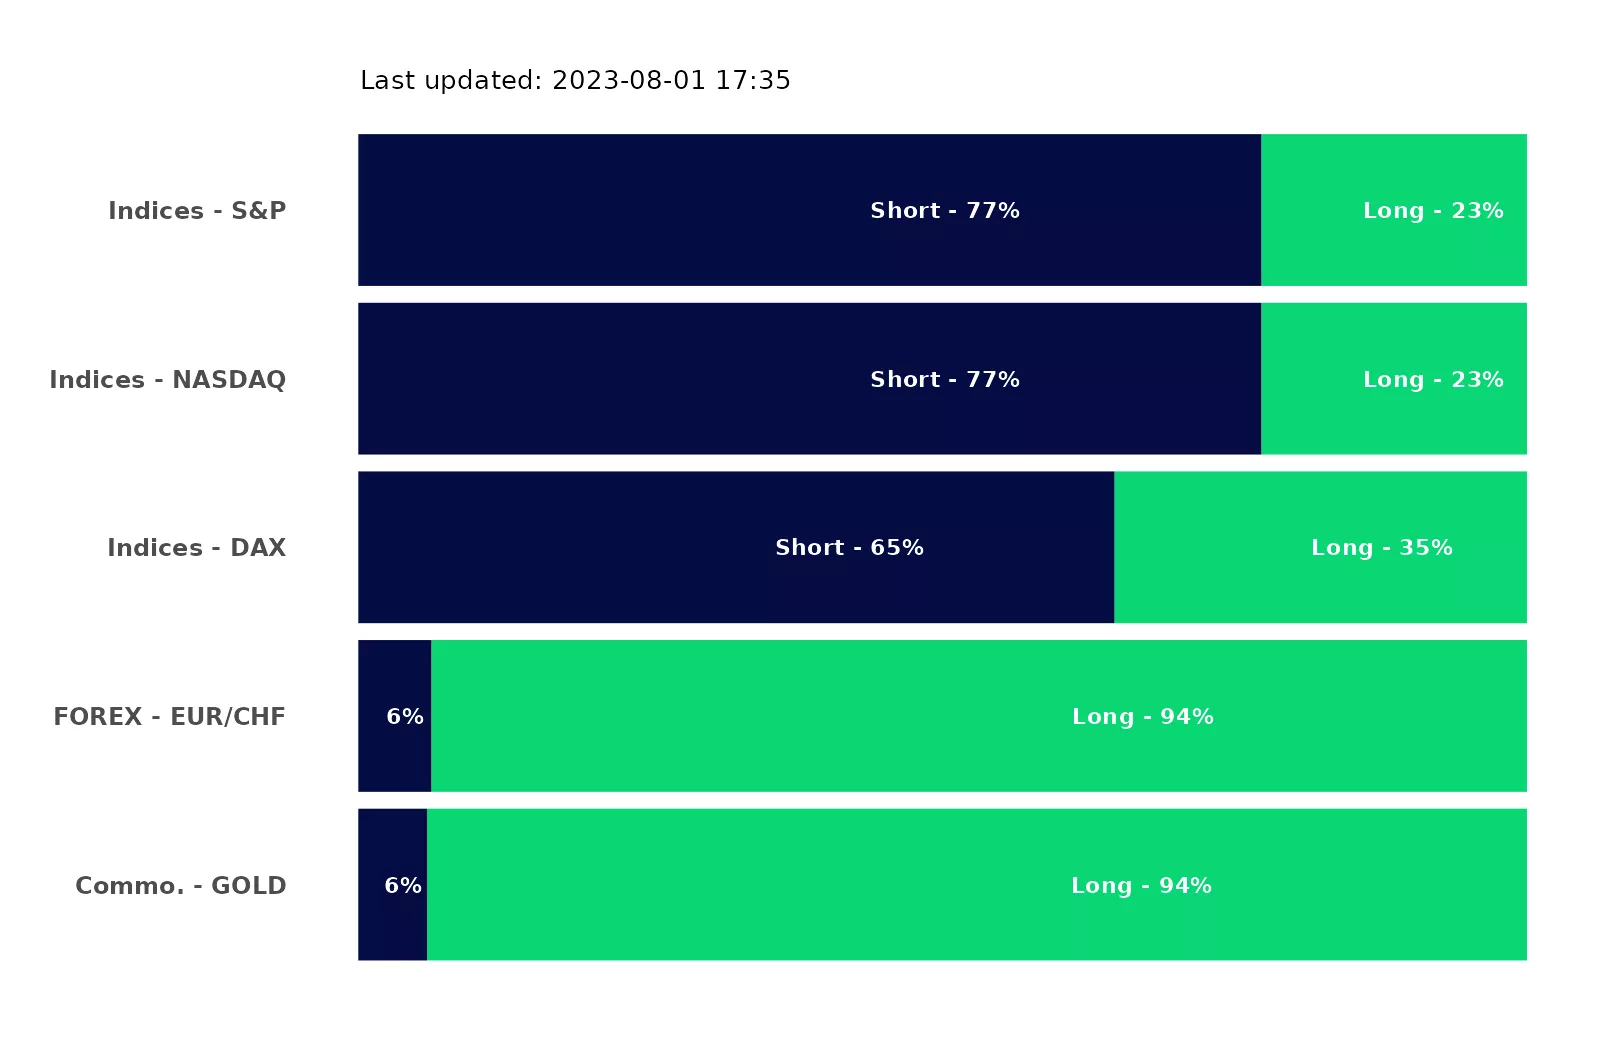 Last updated: 2023-08-01 17:35
Indices - S&P Short - 77% Long - 23%
Indices - NASDAQ Short - 77% Long - 23%
Indices - DAX Short - 65% Long - 35%
FOREX - EUR/CHF 6% Long - 94%
Commo. - GOLD 6% Long - 94%